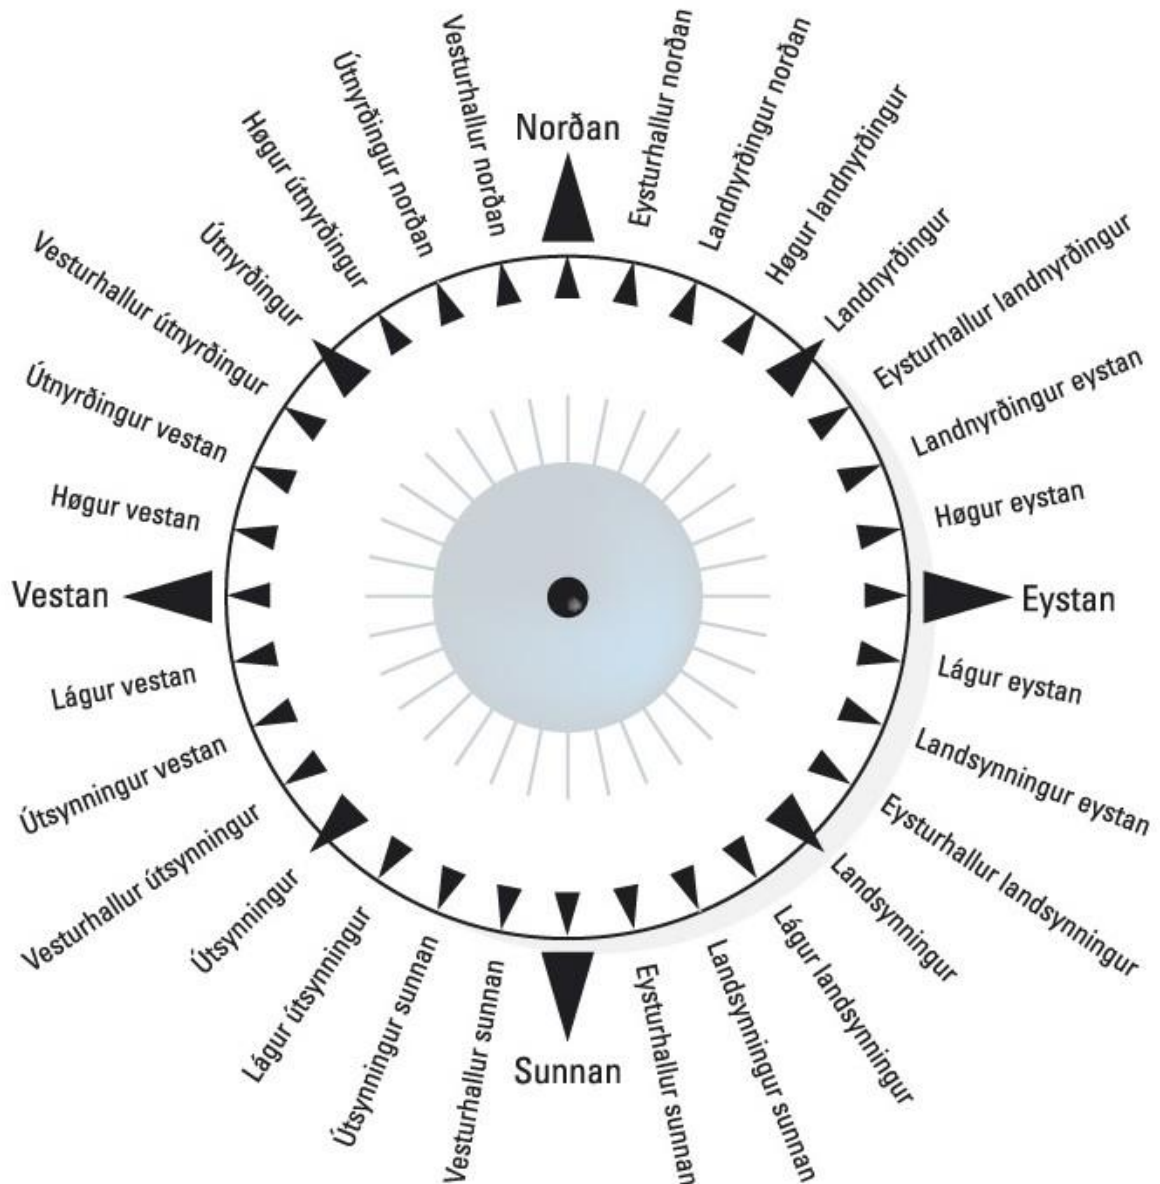 Norðan
Eysturhallur norðan
Landnyrðingur norðan
Høgur landnyrðingur
Landnyrðingur
Eysturhallur landnyrðingur
Landnyrðingur eystan
Høgur eystan
Eystan
Lágur eystan
Landsynningur eystan
Eysturhallur landsynningur
Landsynningur
Lágur landsynningur
Landsynningur sunnan
Eysturhallur sunnan
Sunnan
Vesturhallur sunnan
Útsynningur sunnan
Lágur útsynningur
Útsynningur
Vesturhallur útsynningur
Útsynningur vestan
Lágur vestan
Vestan
Høgur vestan
Útnyrðingur vestan
Vesturhallur útnyrðingur
Útnyrðingur
Høgur útnyrðingur
Útnyrðingur norðan
Vesturhallur norðan